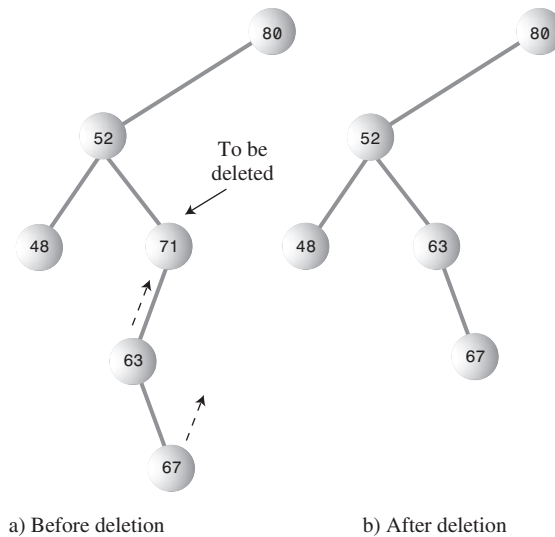 80
52
To be
deleted
48
71
63
67
a) Before deletion
80
52
48
63
67
b) After deletion